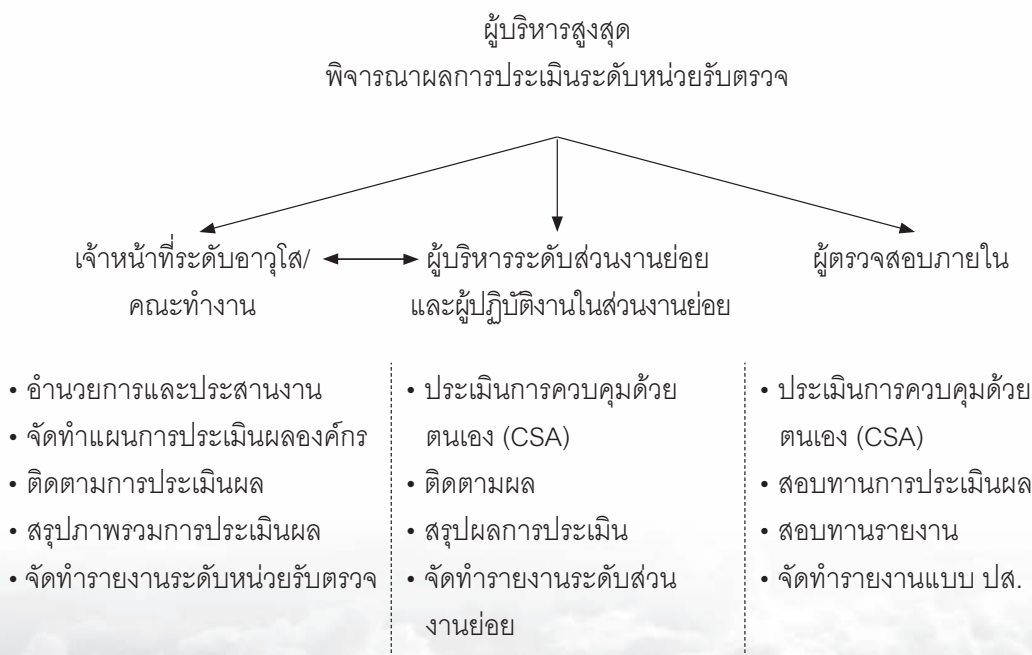 ผู้บริหารสูงสุด
พิจารณาผลการประเมินระดับหน่วยรับตรวจ
เจ้าหน้าที่ระดับอาวุโส/
คณะทำงาน
ผู้บริหารระดับส่วนงานย่อย
และผู้ปฏิบัติงานในส่วนงานย่อย
ผู้ตรวจสอบภายใน
• อำนวยการและประสานงาน
• จัดทำแผนการประเมินผลองค์กร
• ติดตามการประเมินผล
• สรุปภาพรวมการประเมินผล
• จัดทำรายงานระดับหน่วยรับตรวจ
• ประเมินการควบคุมด้วย
ตนเอง (CSA)
• ติดตามผล
• สรุปผลการประเมิน
• จัดทำรายงานระดับส่วน
งานย่อย
• ประเมินการควบคุมด้วย
ตนเอง (CSA)
• สอบทานการประเมินผล
• สอบทานรายงาน
• จัดทำรายงานแบบ ปส.